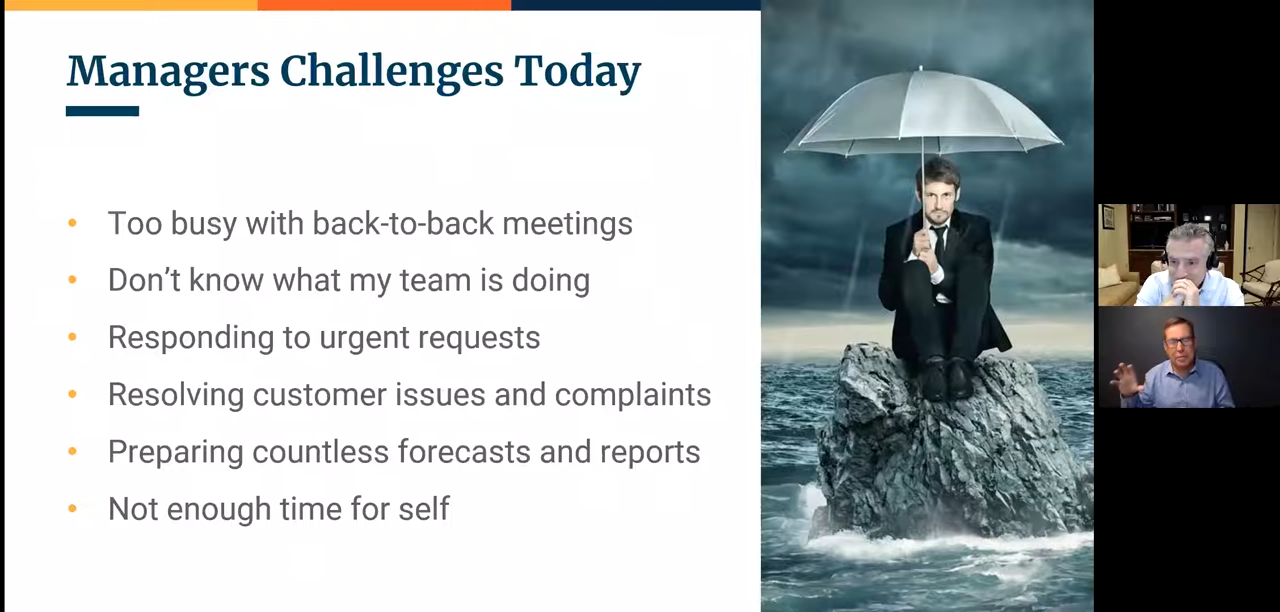 Managers Challenges Today
• Too busy with back-to-back meetings
• Don’t know what my team is doing
• Responding to urgent requests
• Resolving customer issues and complaints
• Preparing countless forecasts and reports
• Not enough time for self